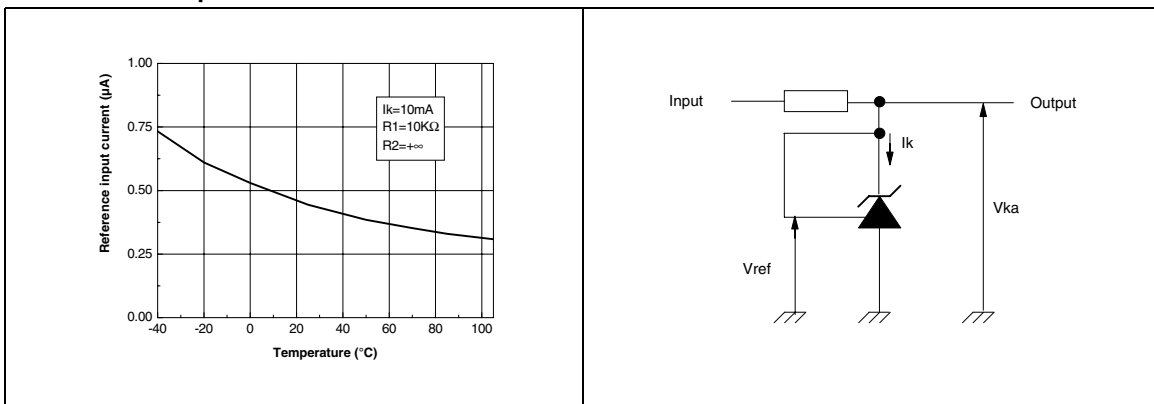 1.00
0.75
0.50
0.25
0.00
Reference input current (µA)
Ik=10mA
R1=10KΩ
R2=+∞
-40 -20 0 20 40 60 80 100
Temperature (°C)
Input
Output
Ik
Vka
Vref